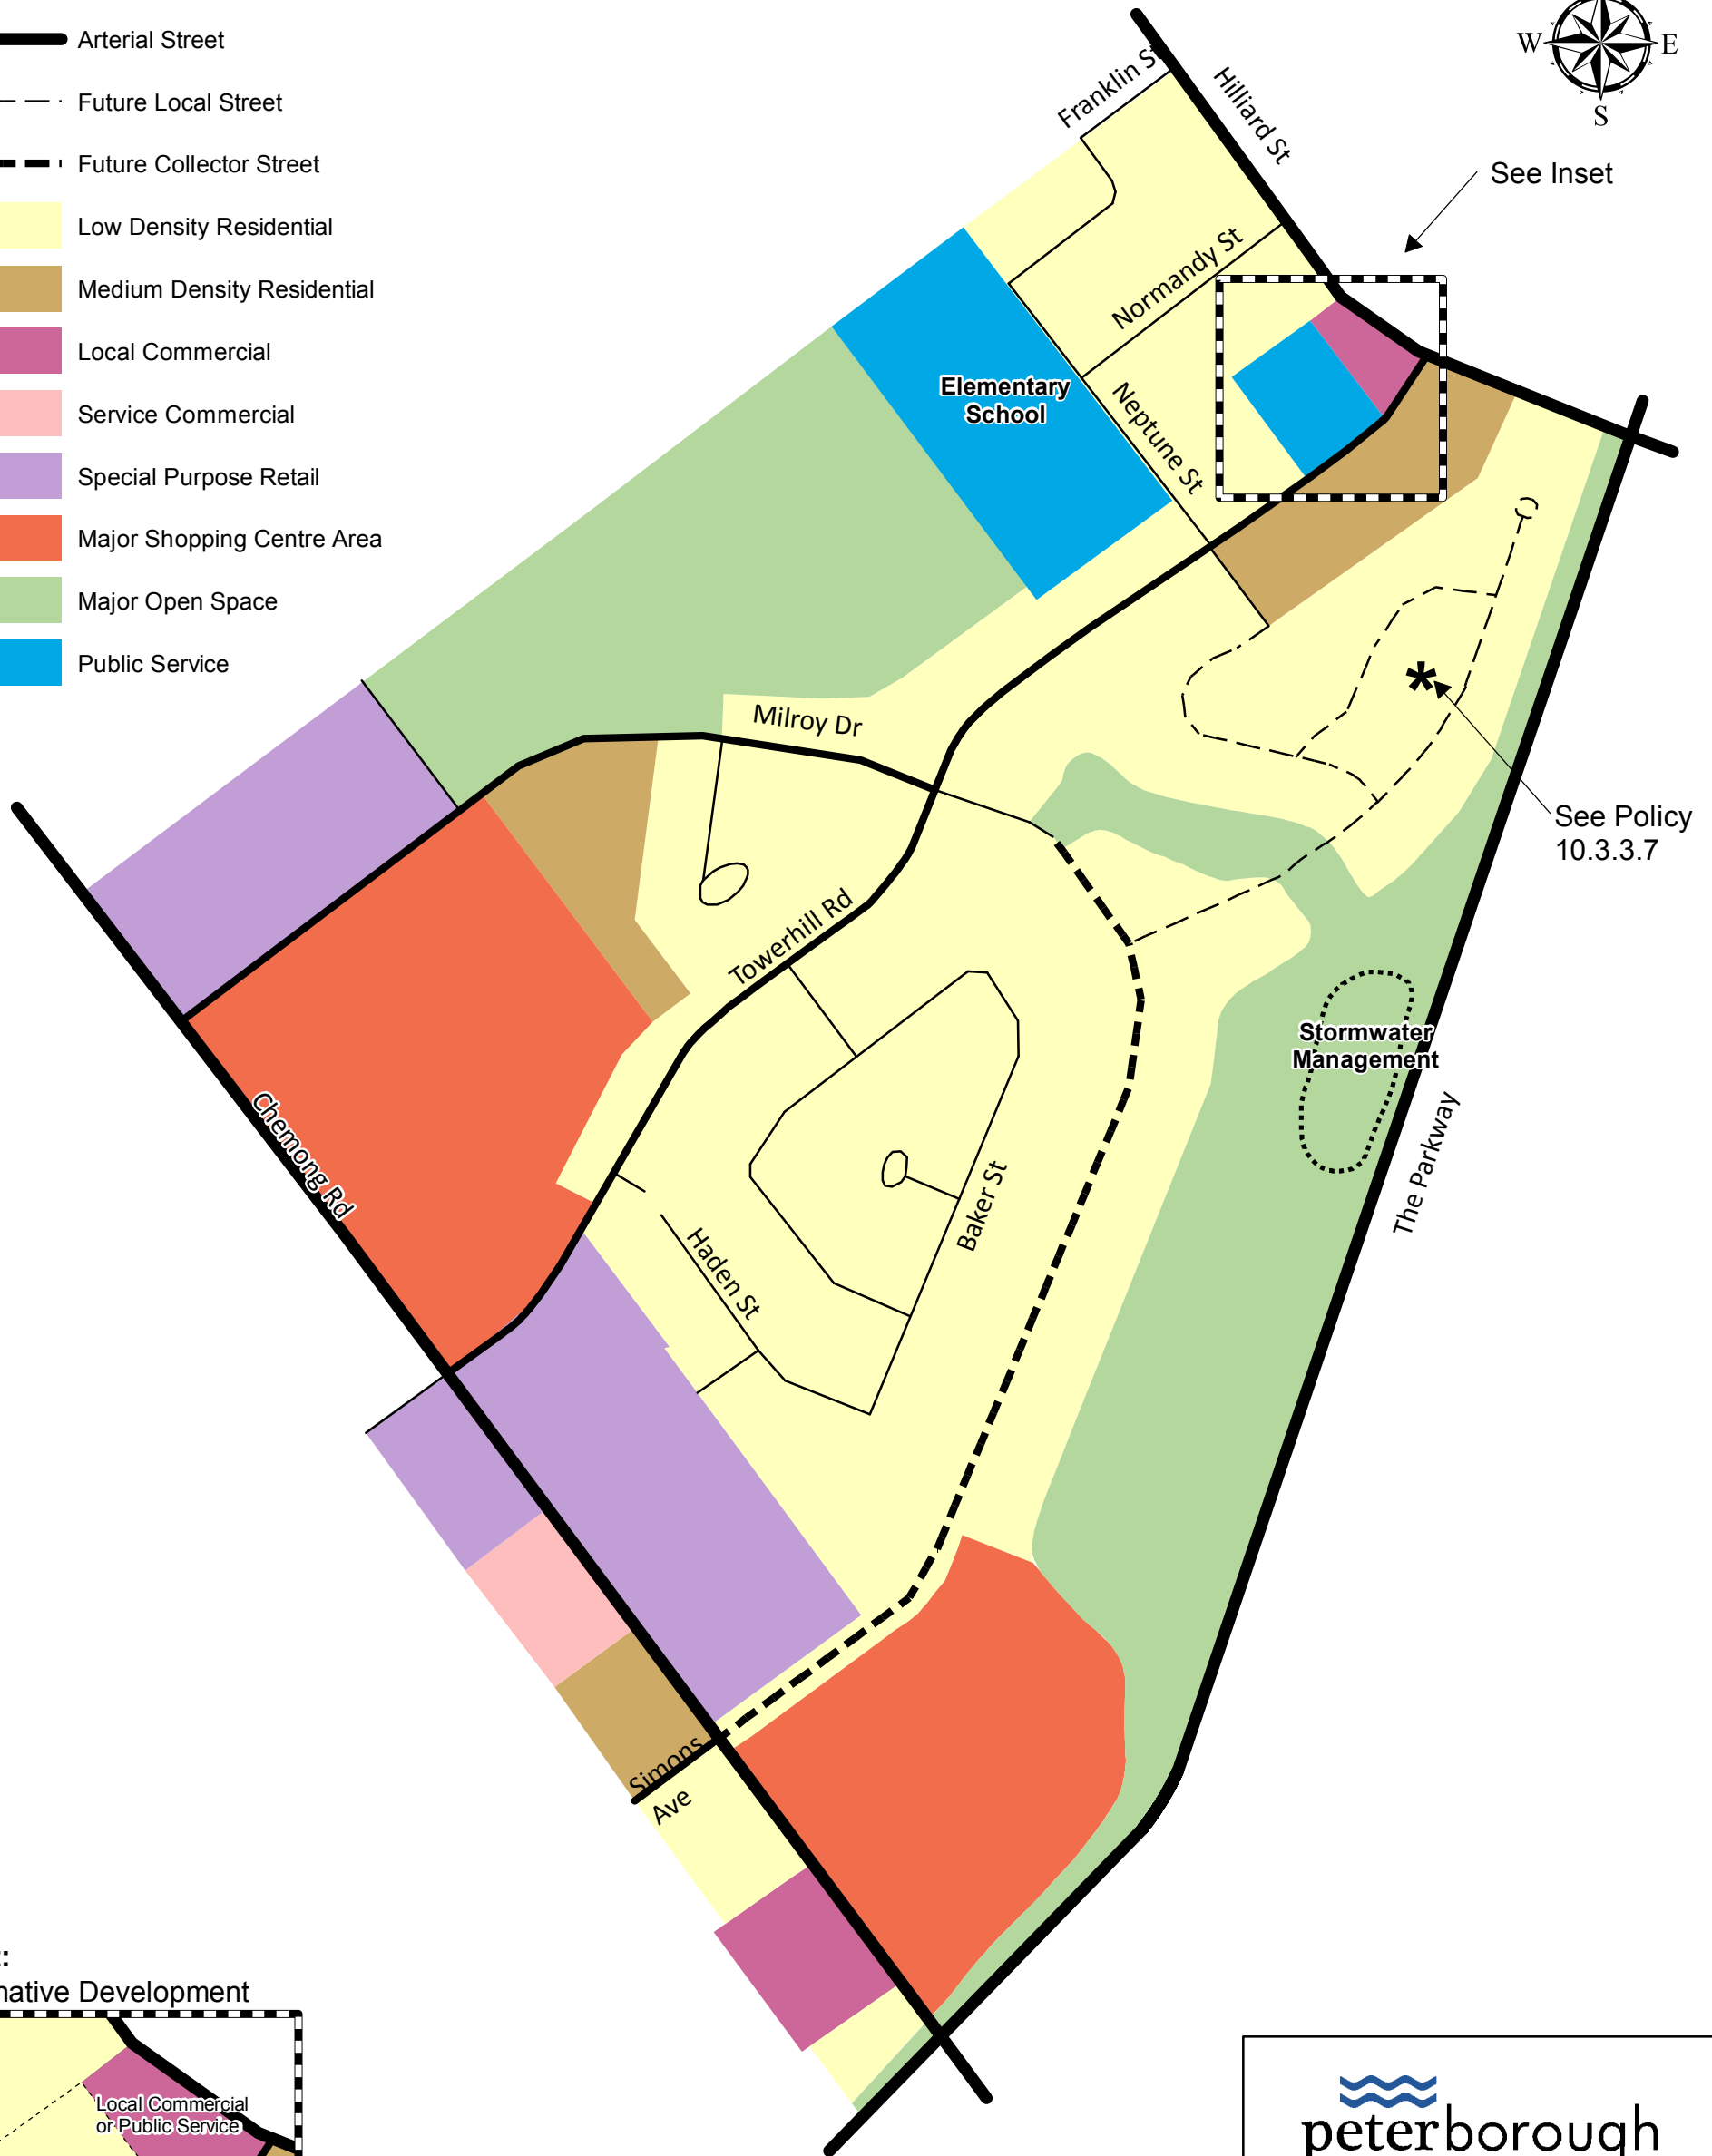 Arterial Street
Future Local Street
Future Collector Street
Low Density Residential
Medium Density Residential
Local Commercial
Service Commercial
Special Purpose Retail
Major Shopping Centre Area
Major Open Space
Public Service
W
E
S
Franklin St
Hilliard St
See Inset
Normandy St
Elementary
School
Neptune St
Milroy Dr
See Policy
10.3.3.7
*
Towerhill Rd
Stormwater
Management
Chemong Rd
The Parkway
Baker St
Haden St
Simons
Ave
native Development
Local Commercial
or Public Service
peterborough